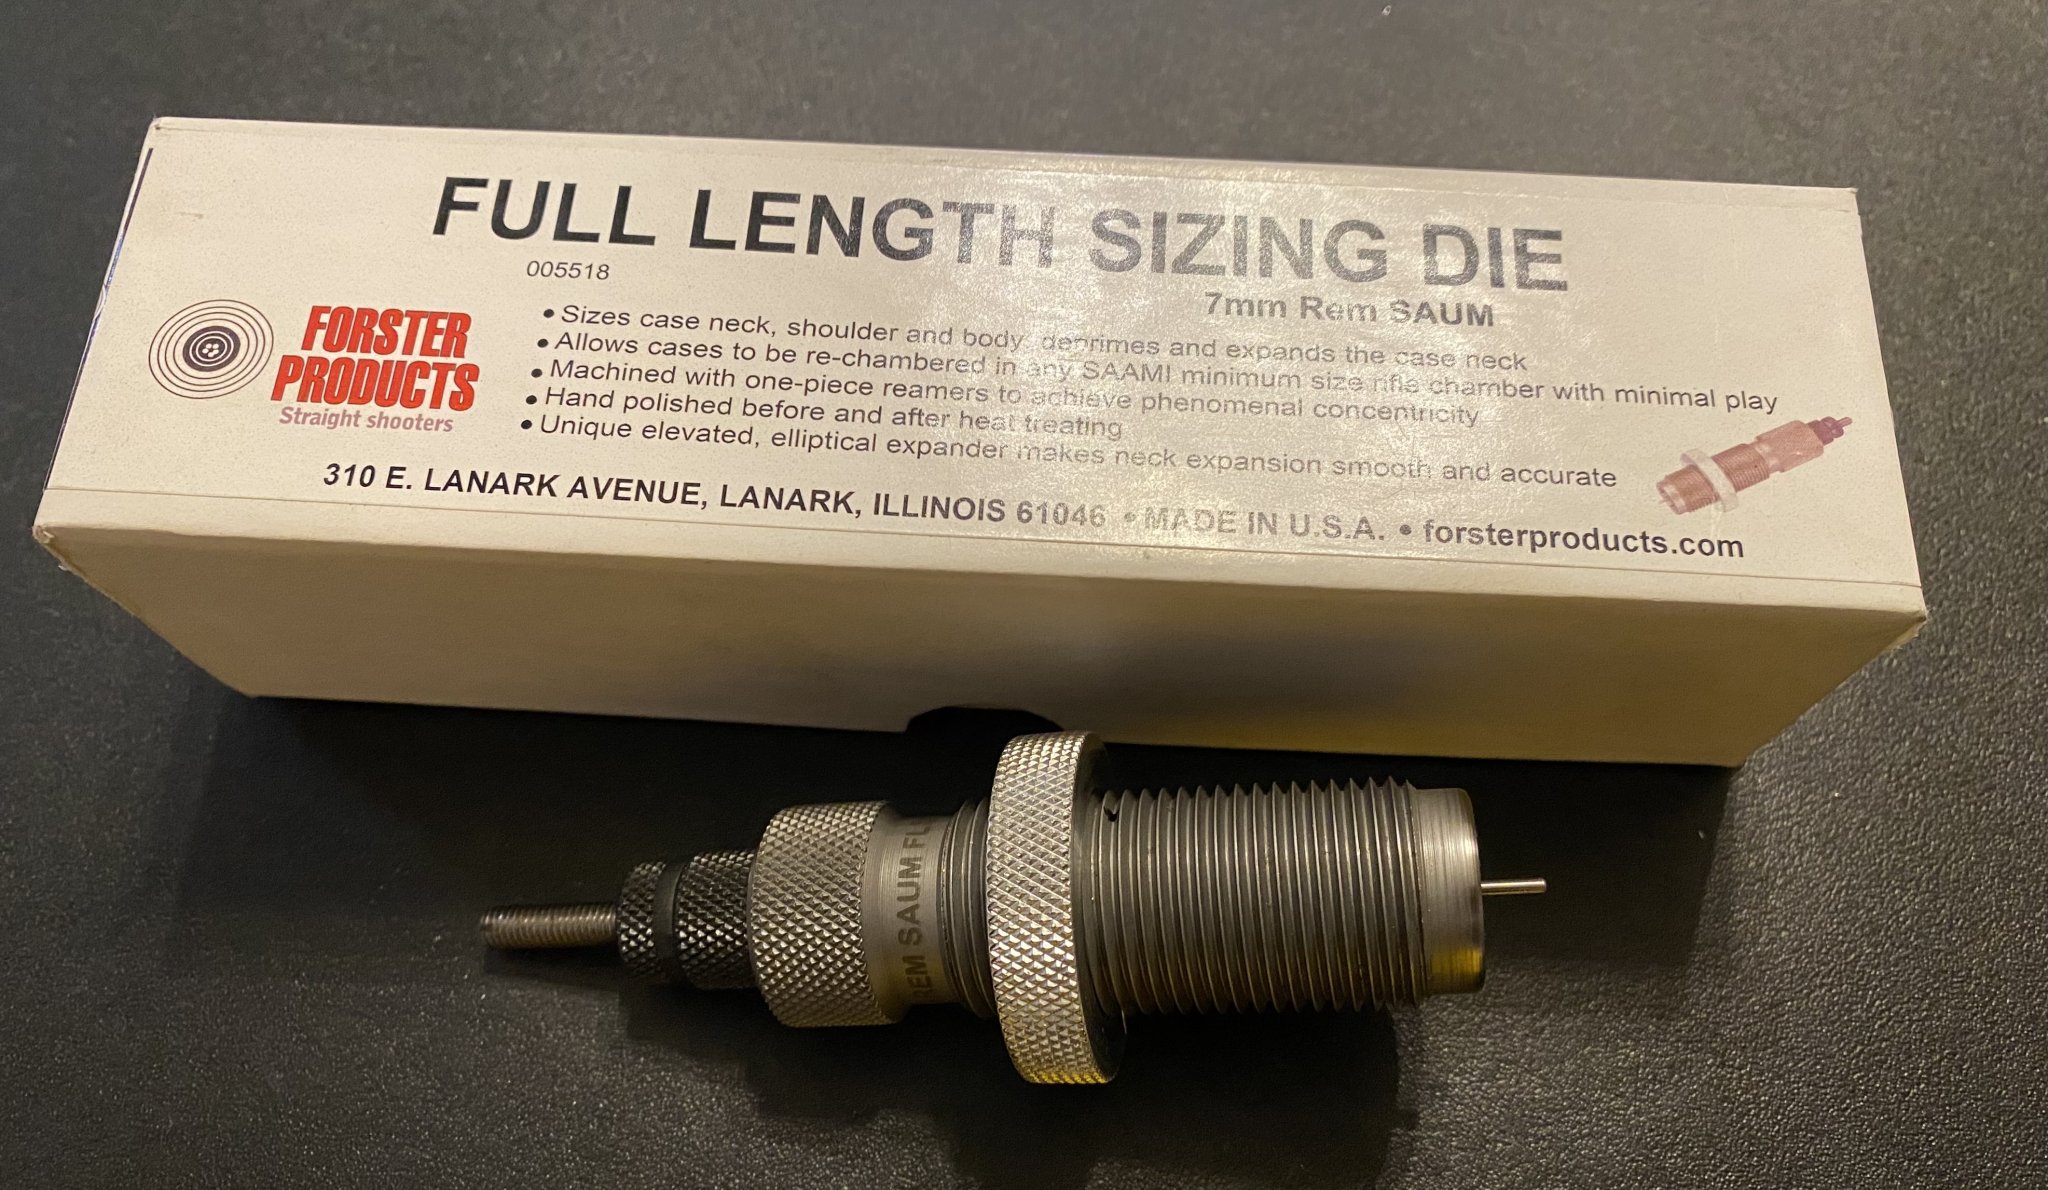 FULL LENGTH SIZING DIE
005518
7mm Rem SAUM
FORSTER
PRODUCTS
Straight shooters
• Sizes case neck, shoulder and body, deprimes and expands the case neck
• Allows cases to be re-chambered in any SAAMI minimum size rifle chamber with minimal play
• Machined with one-piece reamers to achieve phenomenal concentricity
• Hand polished before and after heat treating
• Unique elevated, elliptical expander makes neck expansion smooth and accurate
310 E. LANARK AVENUE, LANARK, ILLINOIS 61046 • MADE IN U.S.A. • forsterproducts.com
REM SAUM FL